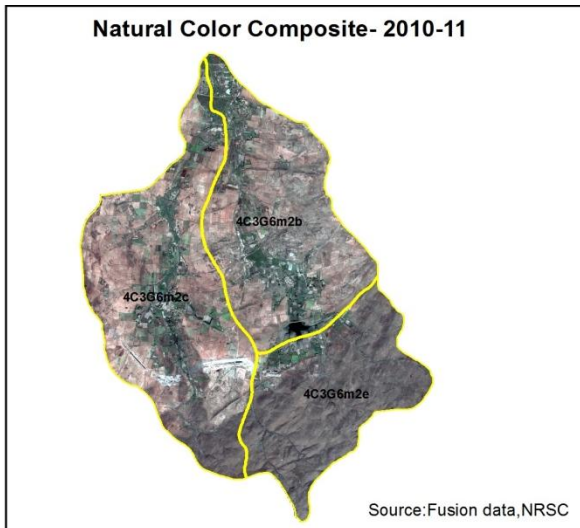 Natural Color Composite- 2010-11
4C3G6m2b
4C3G6m2c
4C3G6m2e
Source:Fusion data,NRSC